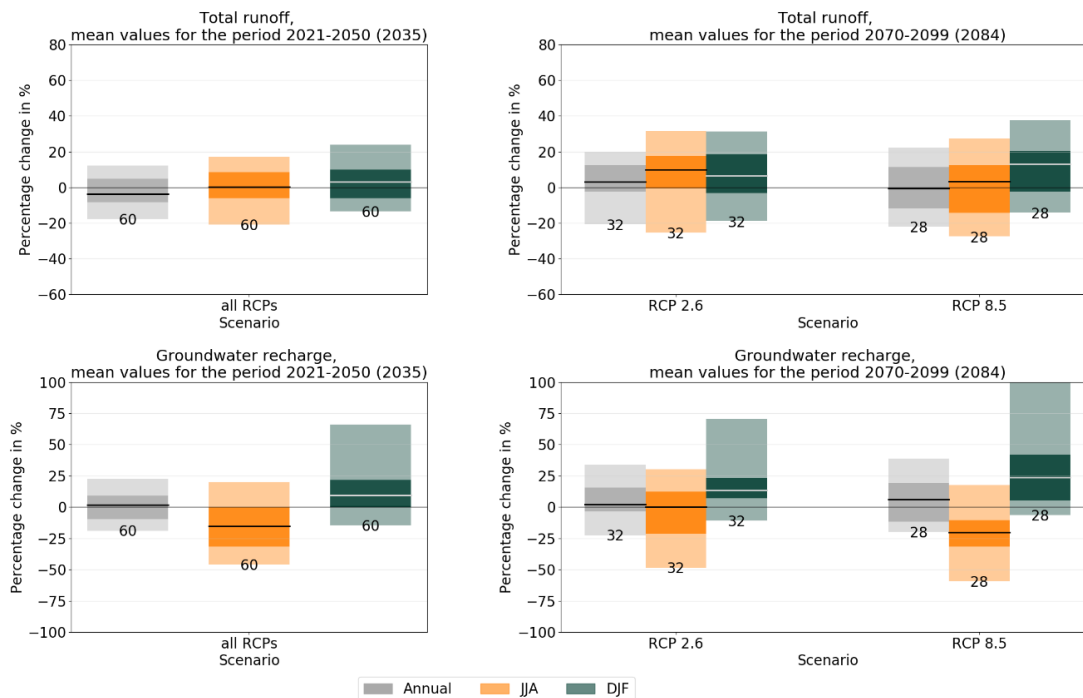 Total runoff,
mean values for the period 2021-2050 (2035)
80
60
40
20
0
−20
−40
−60
Percentage change in %
60
60
60
all RCPs
Scenario
Total runoff,
mean values for the period 2070-2099 (2084)
80
60
40
20
0
−20
−40
−60
Percentage change in %
32
32
32
28
28
28
RCP 2.6
RCP 8.5
Scenario
Groundwater recharge,
mean values for the period 2021-2050 (2035)
100
75
50
25
0
−25
−50
−75
−100
Percentage change in %
60
60
60
all RCPs
Scenario
Groundwater recharge,
mean values for the period 2070-2099 (2084)
100
75
50
25
0
−25
−50
−75
−100
Percentage change in %
32
32
32
28
28
28
RCP 2.6
RCP 8.5
Scenario
Annual
JJA
DJF